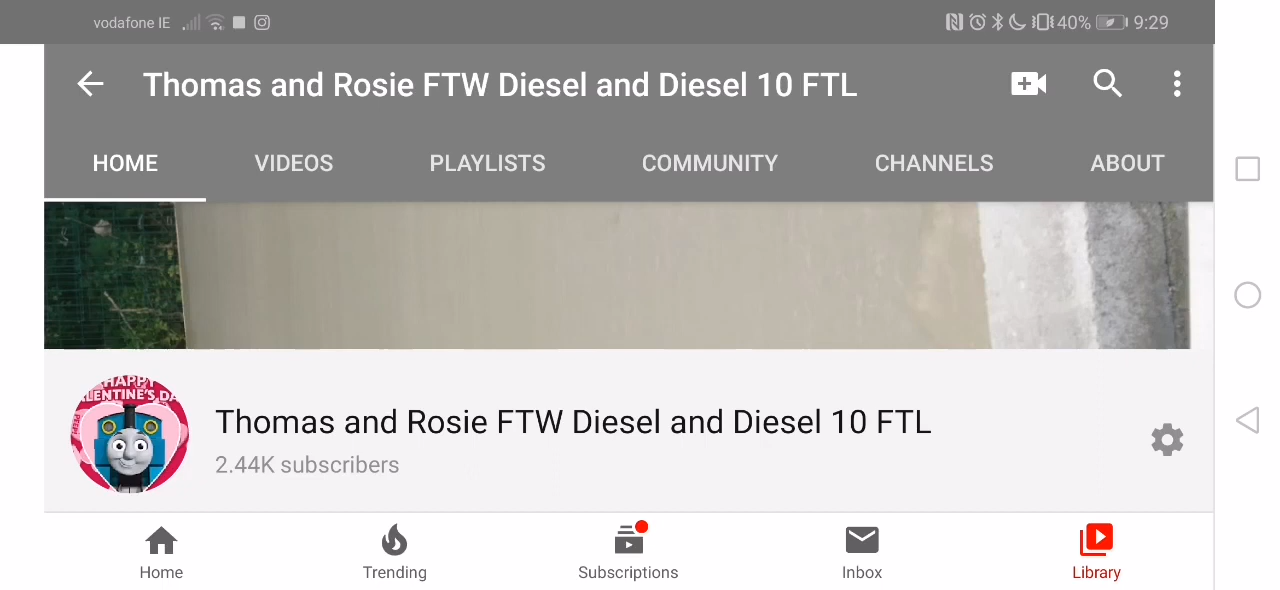 vodafone IE 40% 9:29
Thomas and Rosie FTW Diesel and Diesel 10 FTL
HOME VIDEOS PLAYLISTS COMMUNITY CHANNELS ABOUT
HAPPY
ALENTINE'S DA
Thomas and Rosie FTW Diesel and Diesel 10 FTL
2.44K subscribers
Home Trending Subscriptions Inbox Library